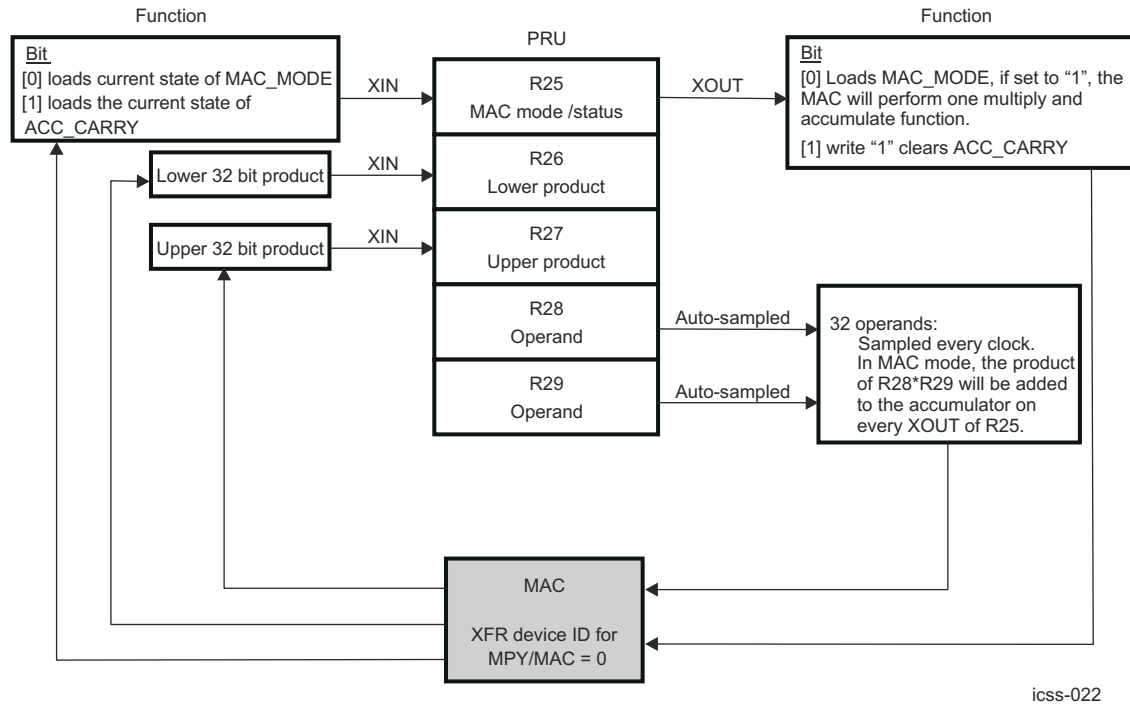 Function
Function
PRU
Bit
[0] loads current state of MAC_MODE
[1] loads the current state of
ACC_CARRY
XIN
R25
MAC mode /status
XOUT
Bit
[0] Loads MAC_MODE, if set to “1”, the
MAC will perform one multiply and
accumulate function.
[1] write “1” clears ACC_CARRY
Lower 32 bit product
XIN
R26
Lower product
Upper 32 bit product
XIN
R27
Upper product
R28
Operand
Auto-sampled
R29
Operand
Auto-sampled
32 operands:
Sampled every clock.
In MAC mode, the product
of R28*R29 will be added
to the accumulator on
every XOUT of R25.
MAC
XFR device ID for
MPY/MAC = 0
icss-022